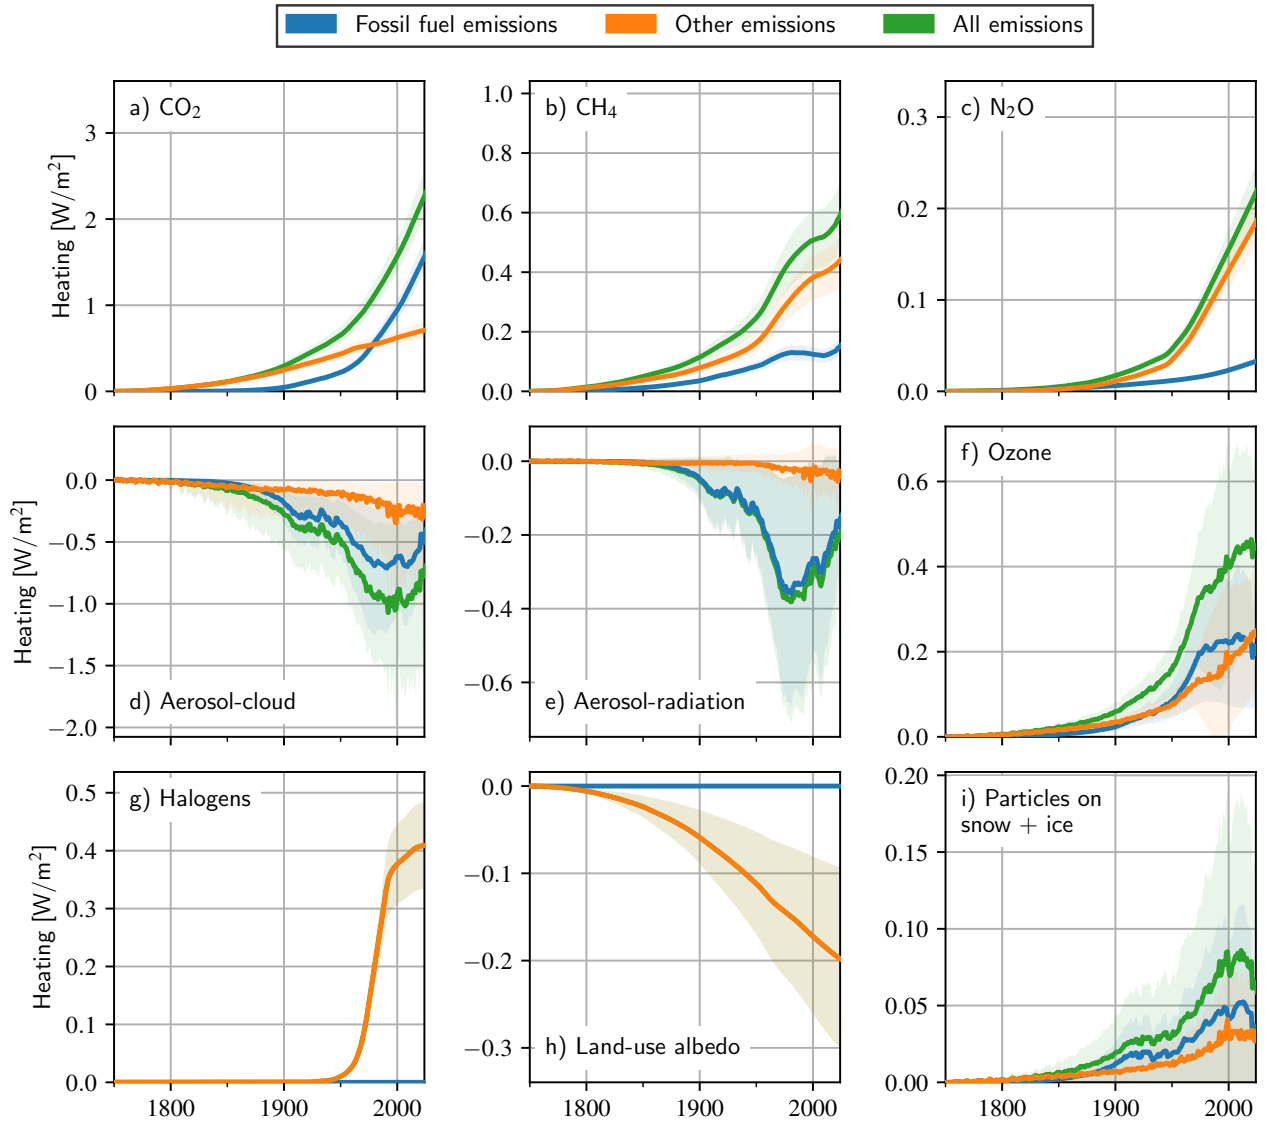 Fossil fuel emissions Other emissions All emissions
a) CO₂
b) CH₄
c) N₂O
Heating [W/m²]
3
2
1
0
1.0
0.8
0.6
0.4
0.2
0.0
0.3
0.2
0.1
0.0
d) Aerosol-cloud
e) Aerosol-radiation
f) Ozone
Heating [W/m²]
0.0
−0.5
−1.0
−1.5
−2.0
0.0
−0.2
−0.4
−0.6
0.6
0.4
0.2
0.0
g) Halogens
h) Land-use albedo
i) Particles on
snow + ice
Heating [W/m²]
0.5
0.4
0.3
0.2
0.1
0.0
0.0
−0.1
−0.2
−0.3
0.20
0.15
0.10
0.05
0.00
1800 1900 2000
1800 1900 2000
1800 1900 2000